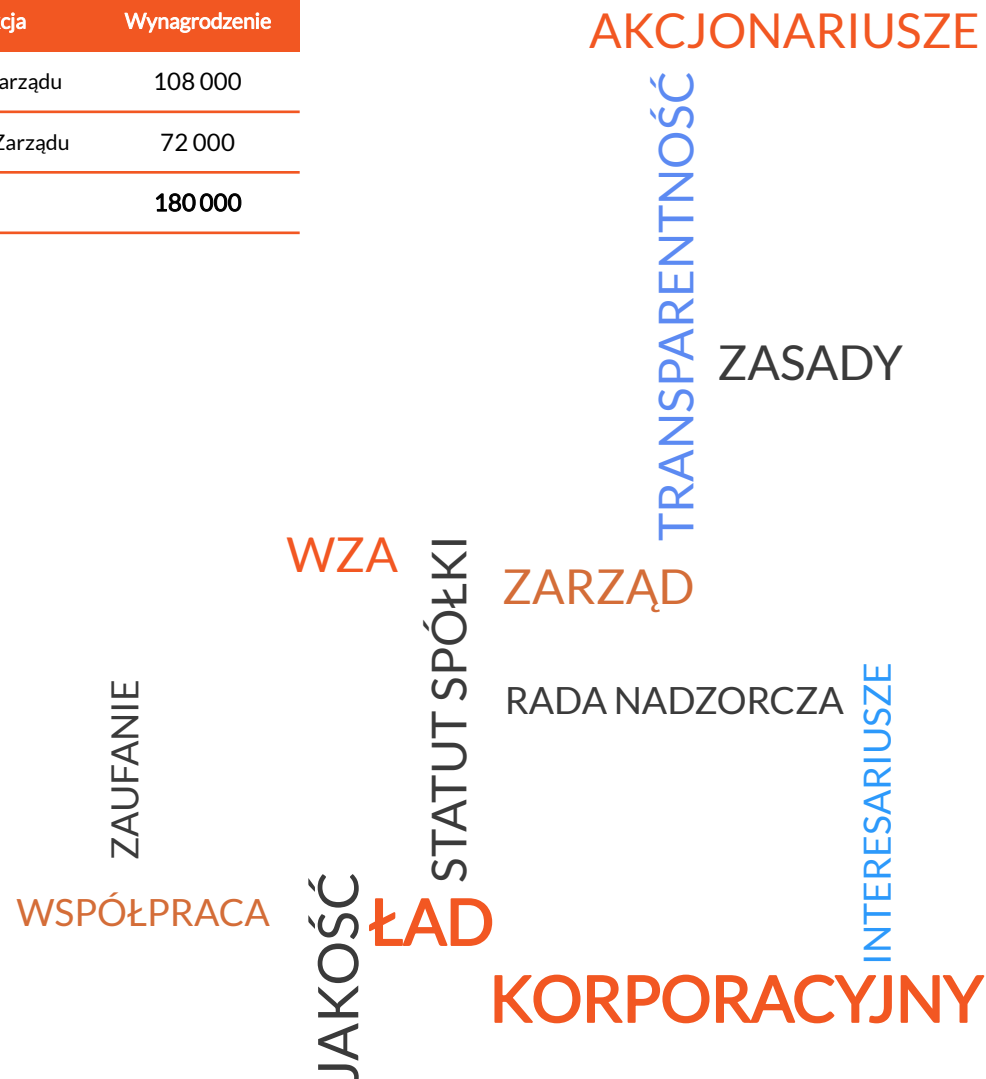 cja Wynagrodzenie
arządu 108 000
Zarządu 72 000
180 000
AKCJONARIUSZE
TRANSPARENTNOŚĆ
ZASADY
WZA
STATUT SPÓŁKI
ZARZĄD
RADA NADZORCZA
INTERESARIUSZE
ZAUFANIE
WSPÓŁPRACA
JAKOŚĆ
ŁAD
KORPORACYJNY